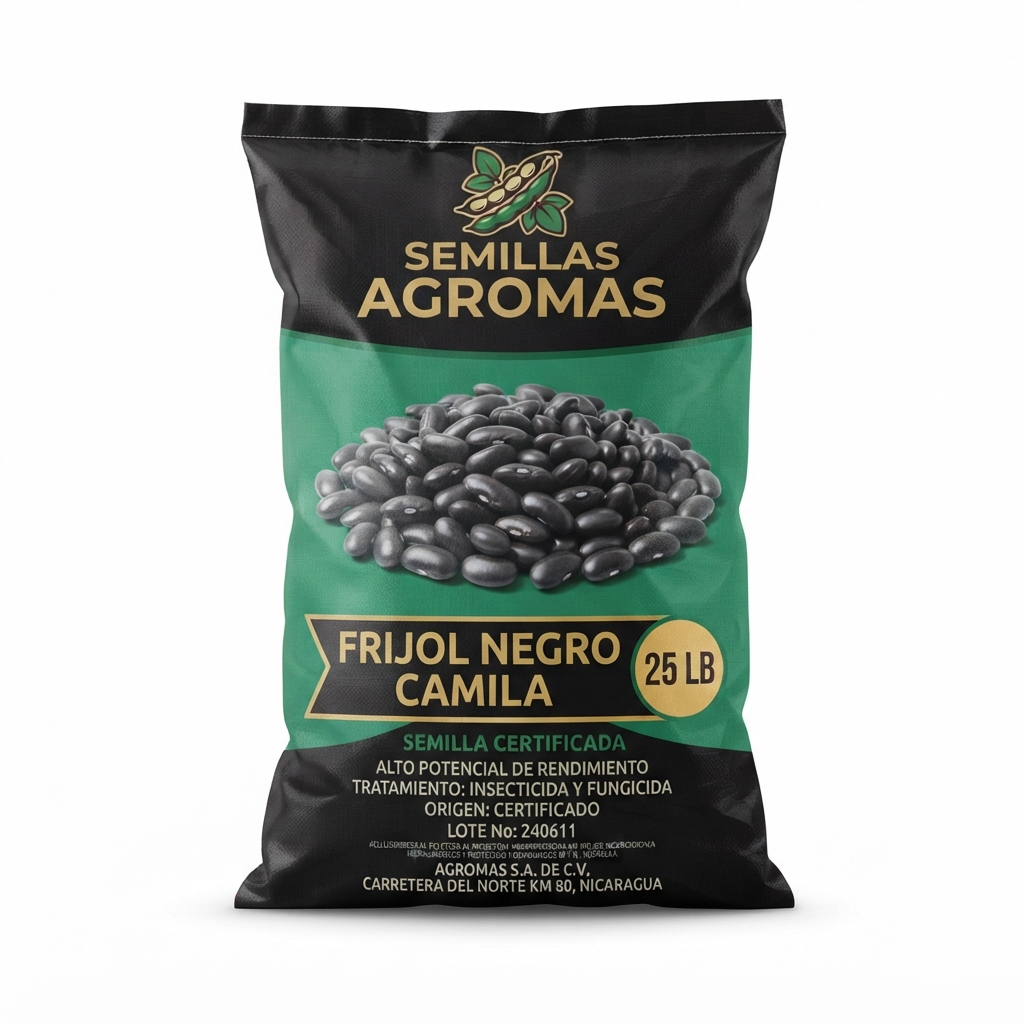 SEMILLAS
AGROMAS
FRIJOL NEGRO
CAMILA
25 LB
SEMILLA CERTIFICADA
ALTO POTENCIAL DE RENDIMIENTO
TRATAMIENTO: INSECTICIDA Y FUNGICIDA
ORIGEN: CERTIFICADO
LOTE No: 240611
AGROMAS S.A. DE C.V,
CARRETERA DEL NORTE KM 80, NICARAGUA